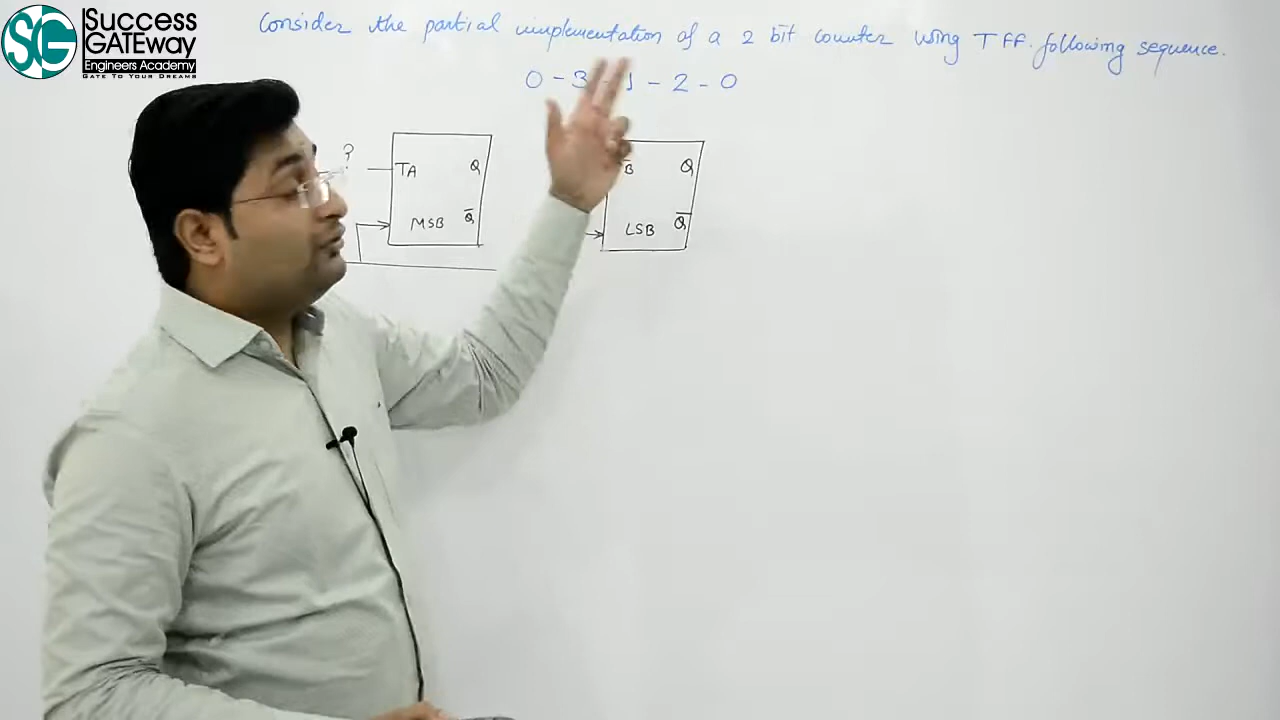 Success
GATEway
Engineers Academy
GATE TO YOUR DREAMS
SG
Consider the partial implementation of a 2 bit counter using T FF. following sequence.
0 - 3 - 1 - 2 - 0
?
TA Q
MSB Q̅
B Q
LSB Q̅